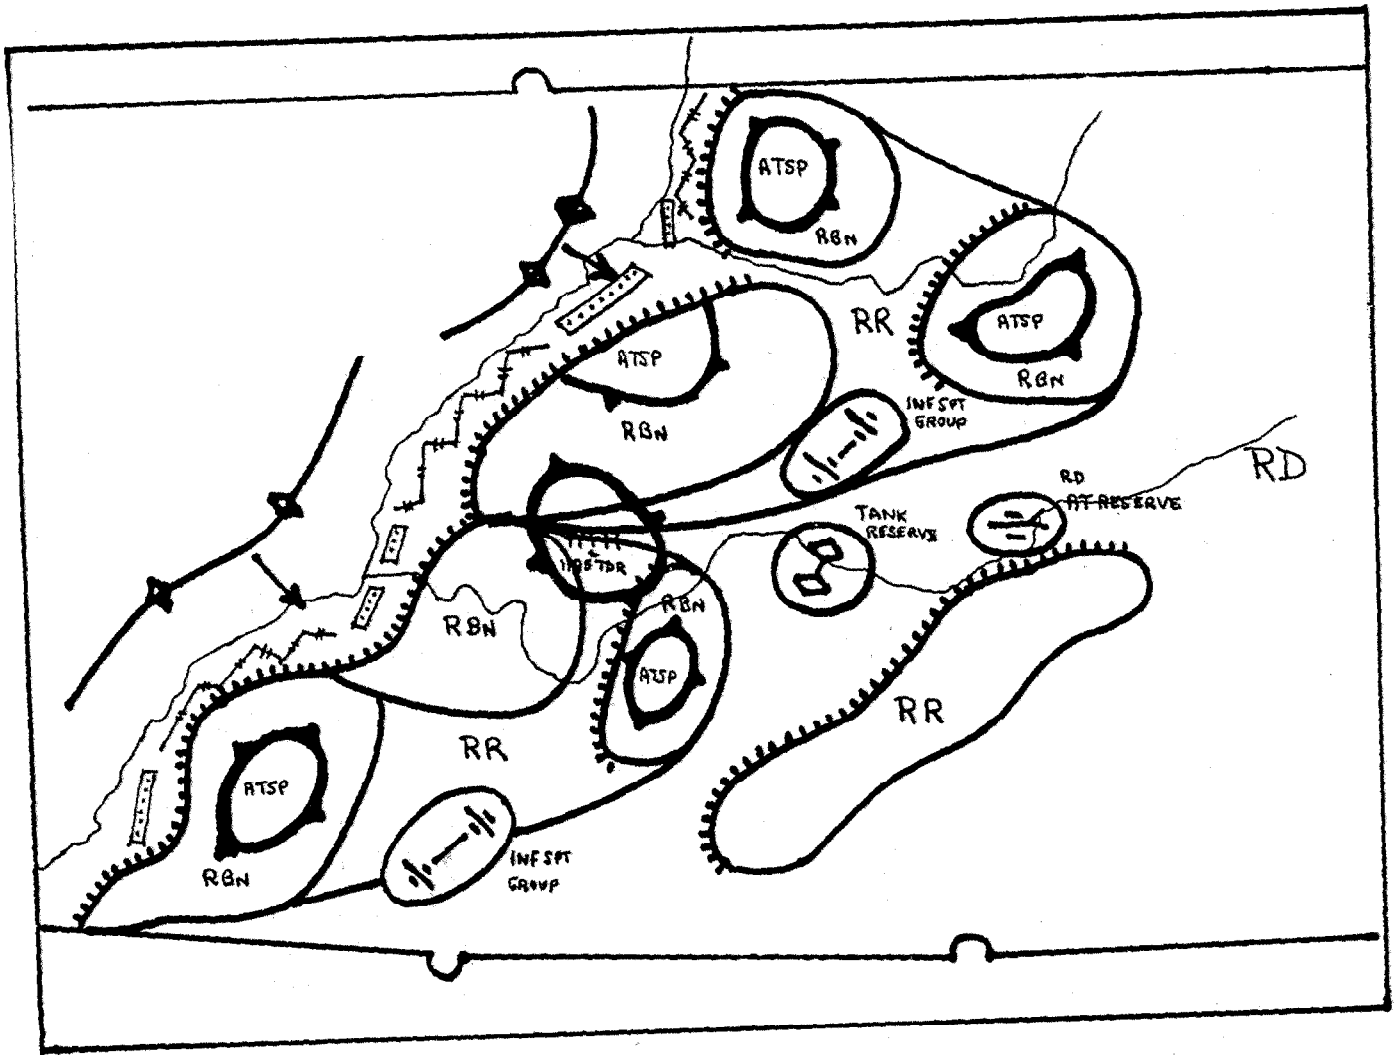 ATSP
RBN
RR
ATSP
RBN
ATSP
RBN
INF SPT
GROUP
RD
RD
AT RESERVE
TANK
RESERVE
RBN
RBN
ATSP
RR
RR
ATSP
RBN
INF SPT
GROUP